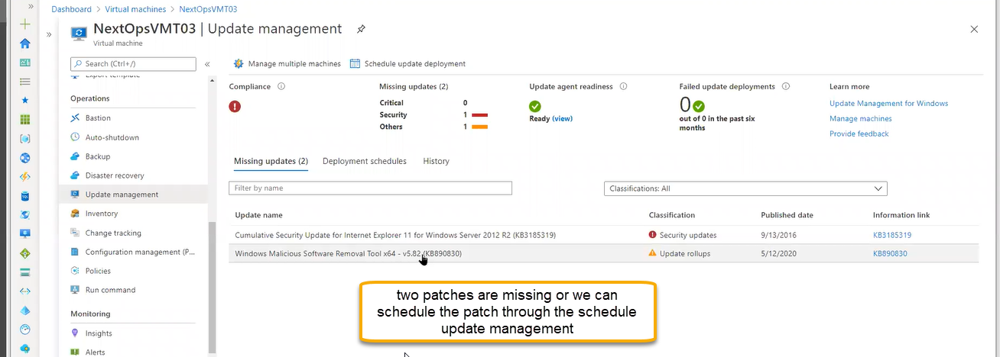 Dashboard > Virtual machines > NextOpsVMT03
NextOpsVMT03 | Update management
Virtual machine
Search (Ctrl+/)
Manage multiple machines
Schedule update deployment
Export template
Operations
Bastion
Auto-shutdown
Backup
Disaster recovery
Update management
Inventory
Change tracking
Configuration management (P...
Policies
Run command
Monitoring
Insights
Alerts
Compliance
Missing updates (2)
Critical 0
Security 1
Others 1
Update agent readiness
Ready (view)
Failed update deployments
0
out of 0 in the past six
months
Learn more
Update Management for Windows
Manage machines
Provide feedback
Missing updates (2)
Deployment schedules
History
Filter by name
Classifications: All
Update name Classification Published date Information link
Cumulative Security Update for Internet Explorer 11 for Windows Server 2012 R2 (KB3185319) Security updates 9/13/2016 KB3185319
Windows Malicious Software Removal Tool x64 - v5.82 (KB890830) Update rollups 5/12/2020 KB890830
two patches are missing or we can
schedule the patch through the schedule
update management